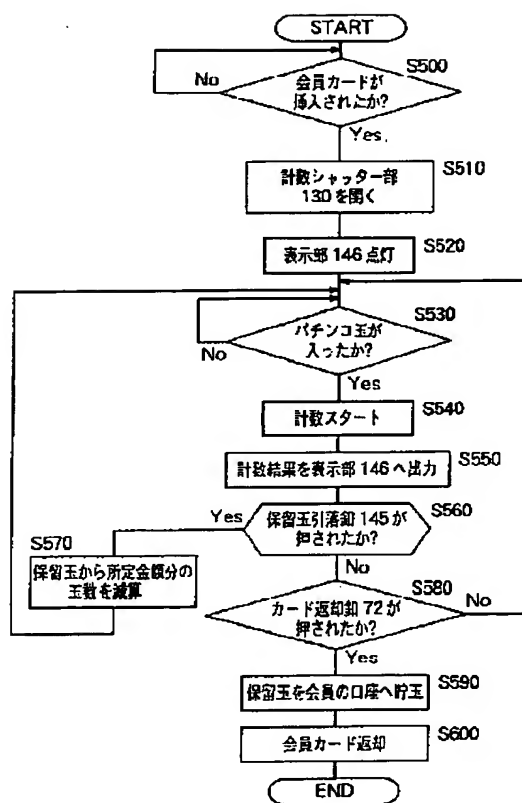 START
S500
会員カードが
挿入されたか?
No
Yes.
S510
計数シャッター部
130を開く
S520
表示部146点灯
S530
パチンコ玉が
入ったか?
No
Yes
S540
計数スタート
S550
計数結果を表示部146へ出力
S560
保留玉引落釦145が
押されたか?
Yes
No
S570
保留玉から所定金額分の
玉数を減算
S580
カード返却釦72が
押されたか?
No
Yes
S590
保留玉を会員の口座へ貯玉
S600
会員カード返却
END